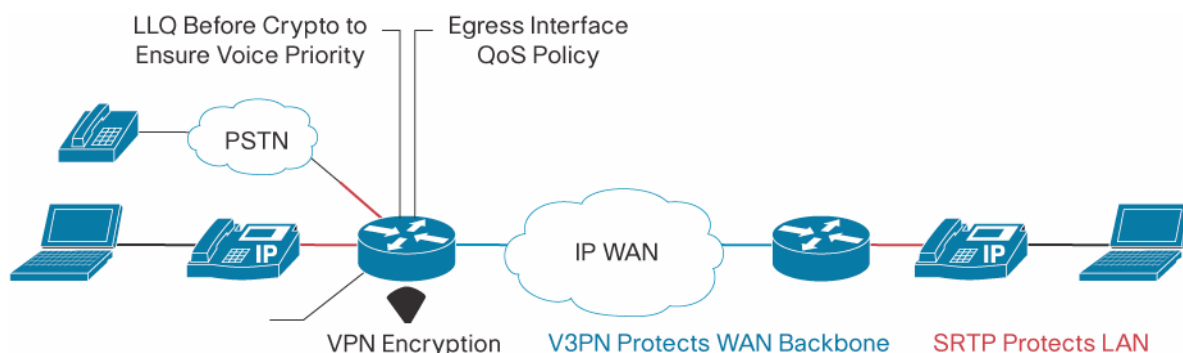 LLQ Before Crypto to
Ensure Voice Priority
Egress Interface
QoS Policy
PSTN
IP
IP WAN
IP
VPN Encryption
V3PN Protects WAN Backbone
SRTP Protects LAN